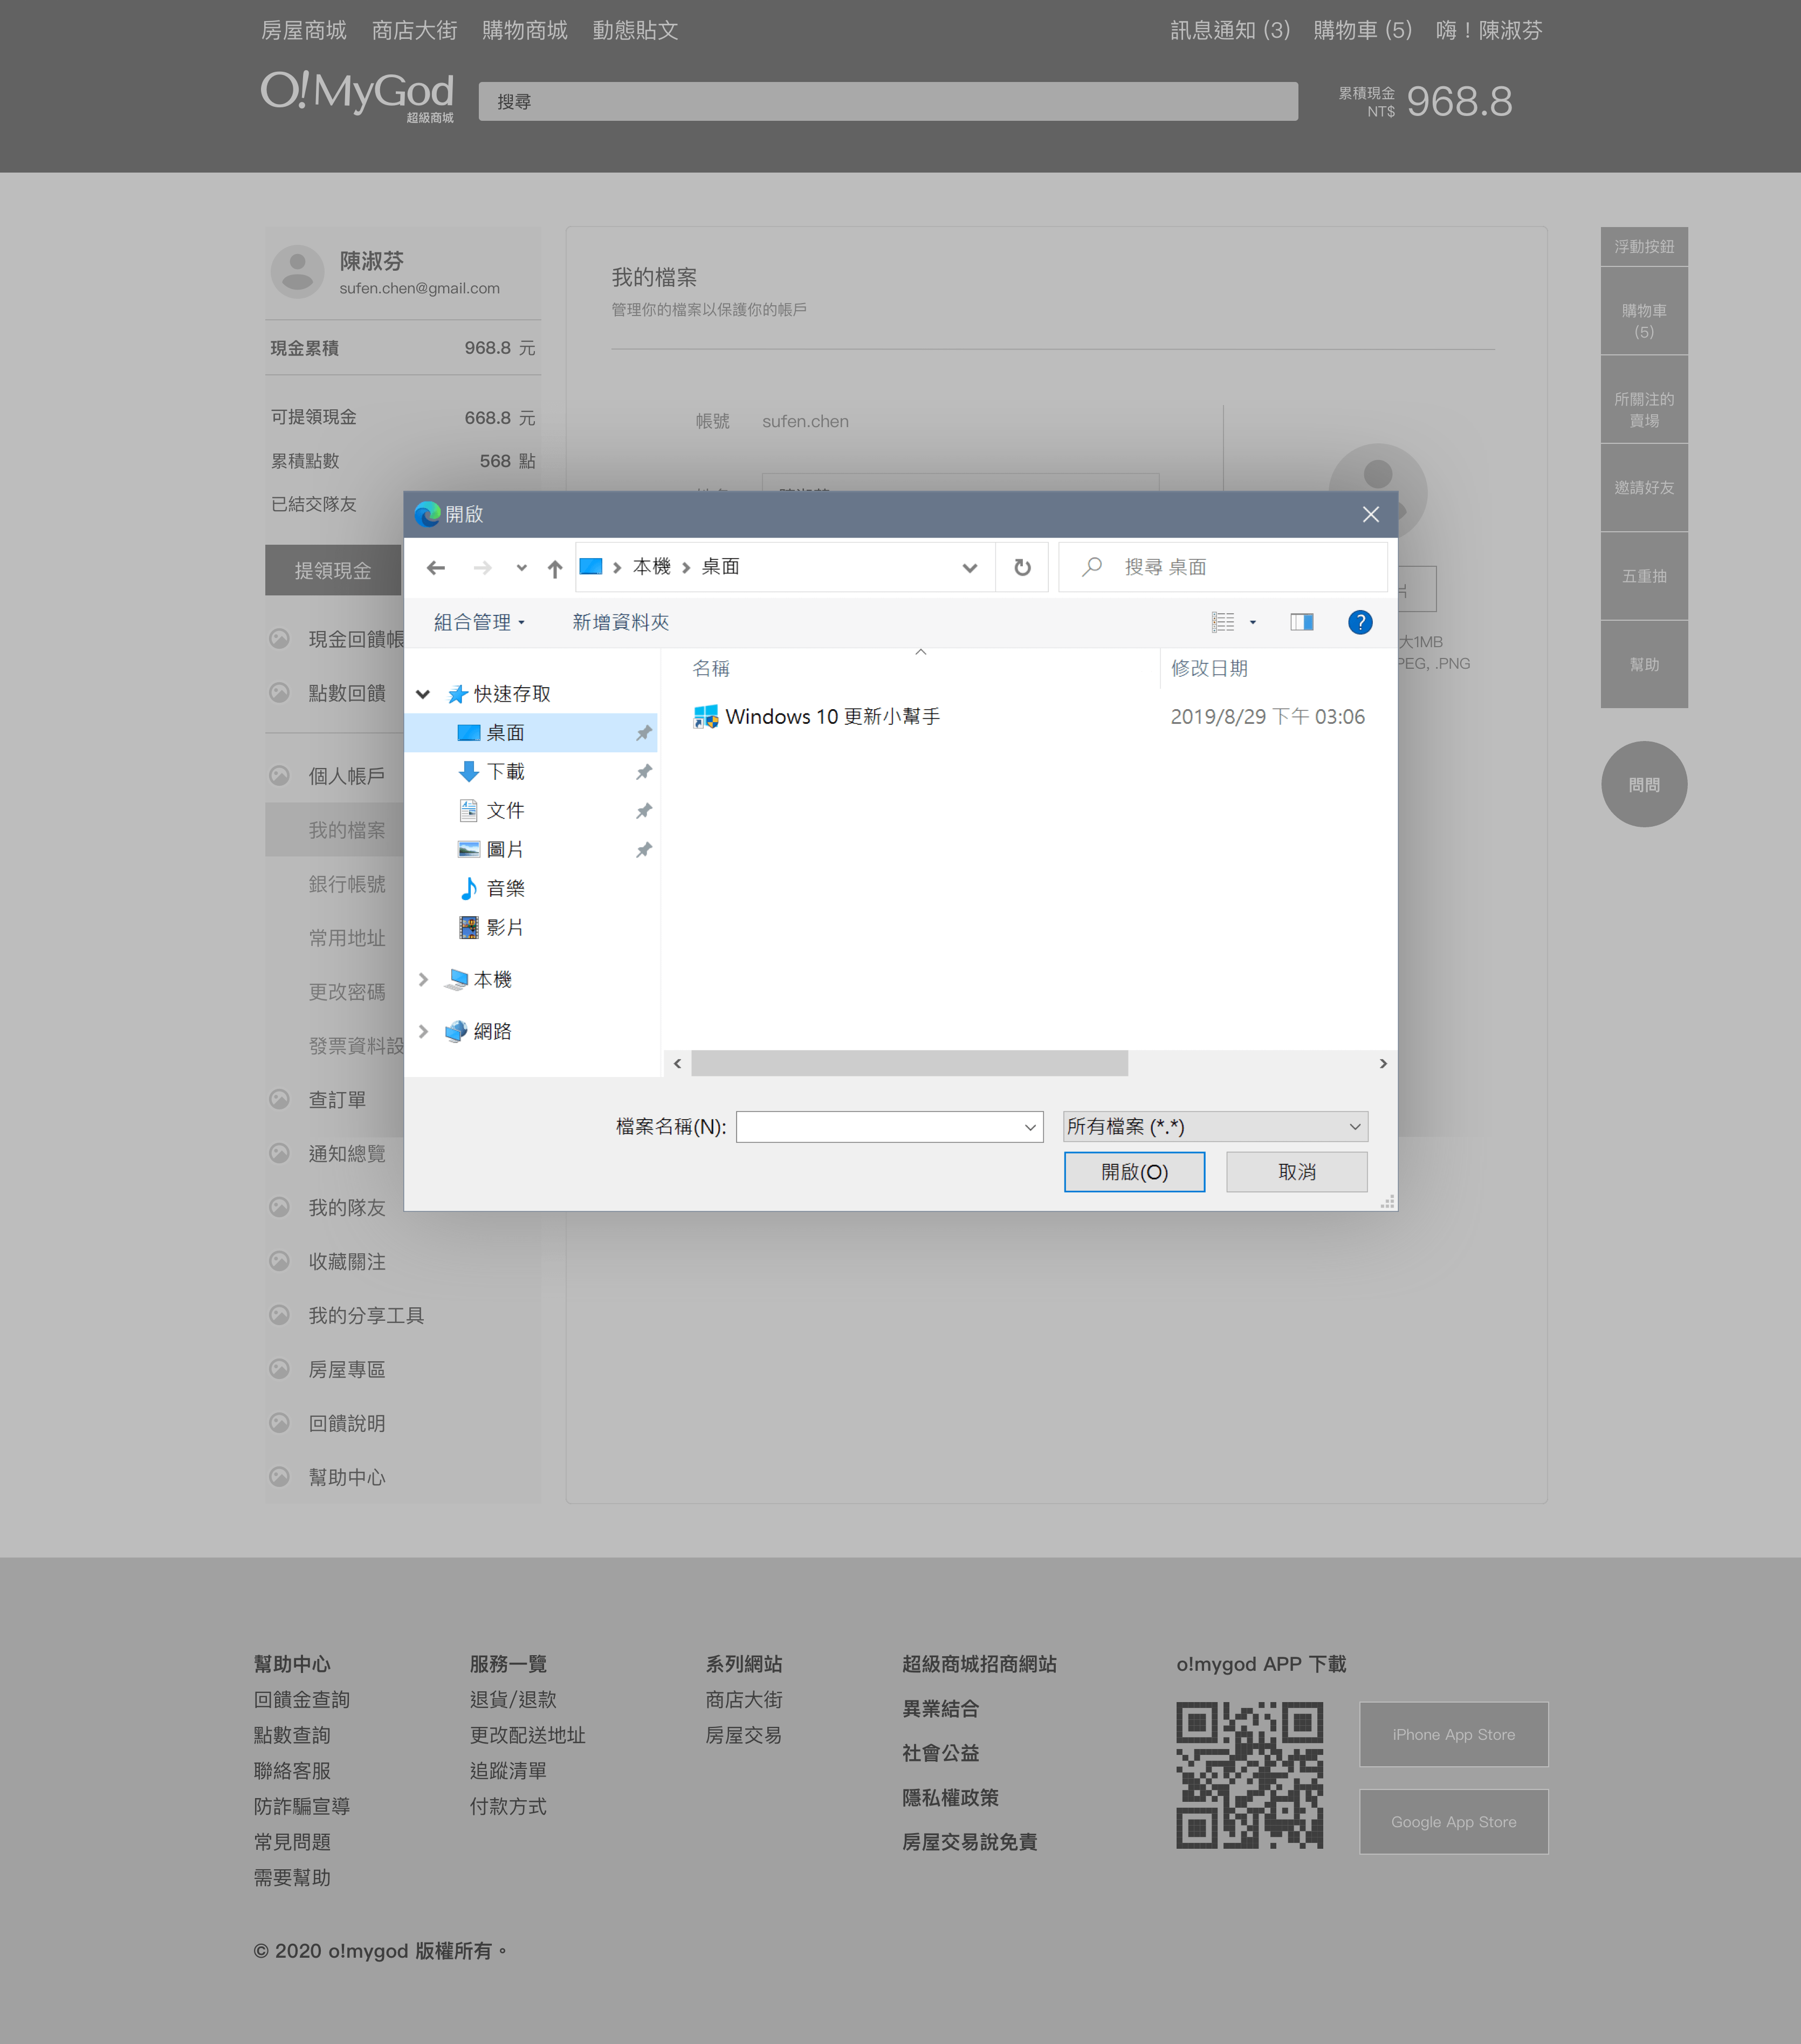 房屋商城 商店大街 購物商城 動態貼文 訊息通知 (3) 購物車 (5) 嗨！陳淑芬
O!MyGod
超級商城
搜尋
累積現金
NT$
968.8
陳淑芬
sufen.chen@gmail.com
現金累積 968.8 元
可提領現金 668.8 元
累積點數 568 點
已結交隊友
提領現金
現金回饋帳
點數回饋
個人帳戶
我的檔案
銀行帳號
常用地址
更改密碼
發票資料設
查訂單
通知總覽
我的隊友
收藏關注
我的分享工具
房屋專區
回饋說明
幫助中心
我的檔案
管理你的檔案以保護你的帳戶
帳號 sufen.chen
大1MB
PEG, .PNG
開啟
本機 桌面
搜尋 桌面
組合管理 新增資料夾
?
快速存取
桌面
下載
文件
圖片
音樂
影片
本機
網路
名稱 修改日期
Windows 10 更新小幫手 2019/8/29 下午 03:06
檔案名稱(N): 所有檔案 (*.*)
開啟(O) 取消
浮動按鈕
購物車
(5)
所關注的
賣場
邀請好友
五重抽
幫助
問問
幫助中心
回饋金查詢
點數查詢
聯絡客服
防詐騙宣導
常見問題
需要幫助
服務一覽
退貨/退款
更改配送地址
追蹤清單
付款方式
系列網站
商店大街
房屋交易
超級商城招商網站
異業結合
社會公益
隱私權政策
房屋交易說免責
o!mygod APP 下載
iPhone App Store
Google App Store
© 2020 o!mygod 版權所有。